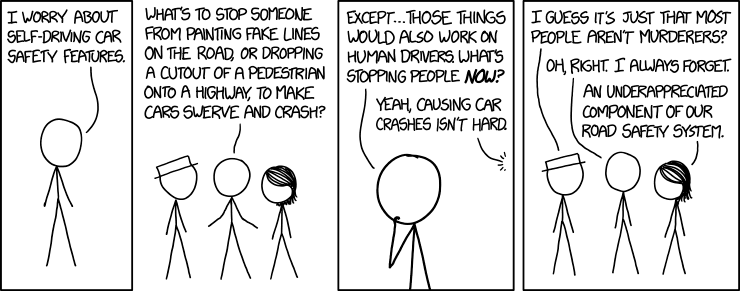 I WORRY ABOUT
SELF-DRIVING CAR
SAFETY FEATURES.
WHAT'S TO STOP SOMEONE
FROM PAINTING FAKE LINES
ON THE ROAD, OR DROPPING
A CUTOUT OF A PEDESTRIAN
ONTO A HIGHWAY, TO MAKE
CARS SWERVE AND CRASH?
EXCEPT...THOSE THINGS
WOULD ALSO WORK ON
HUMAN DRIVERS. WHAT'S
STOPPING PEOPLE NOW?
YEAH, CAUSING CAR
CRASHES ISN'T HARD.
I GUESS IT'S JUST THAT MOST
PEOPLE AREN'T MURDERERS?
OH, RIGHT. I ALWAYS FORGET.
AN UNDERAPPRECIATED
COMPONENT OF OUR
ROAD SAFETY SYSTEM.